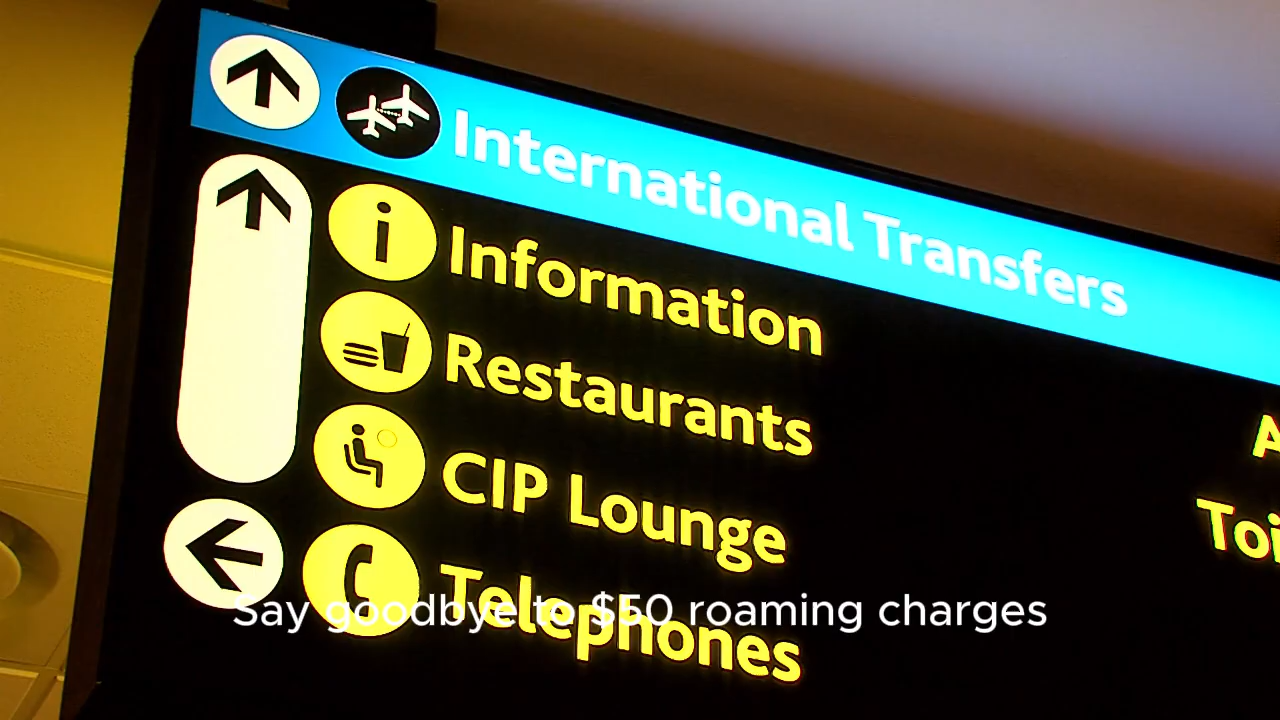 International Transfers
Information
Restaurants
CIP Lounge
Telephones
Say goodbye to $50 roaming charges